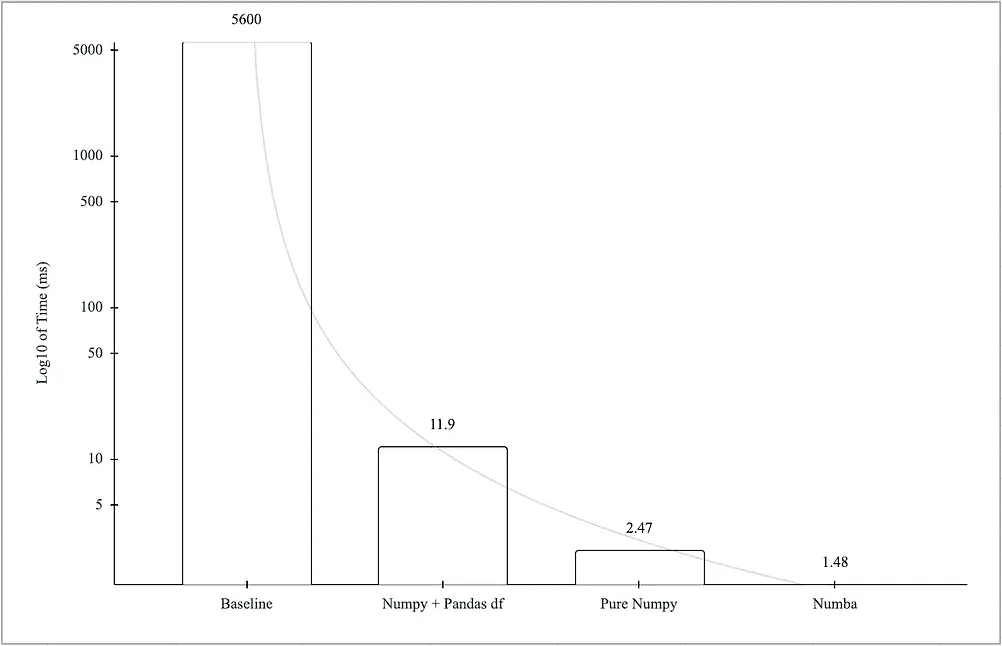 5600
5000
1000
500
100
50
10
5
Log10 of Time (ms)
11.9
2.47
1.48
Baseline
Numpy + Pandas df
Pure Numpy
Numba